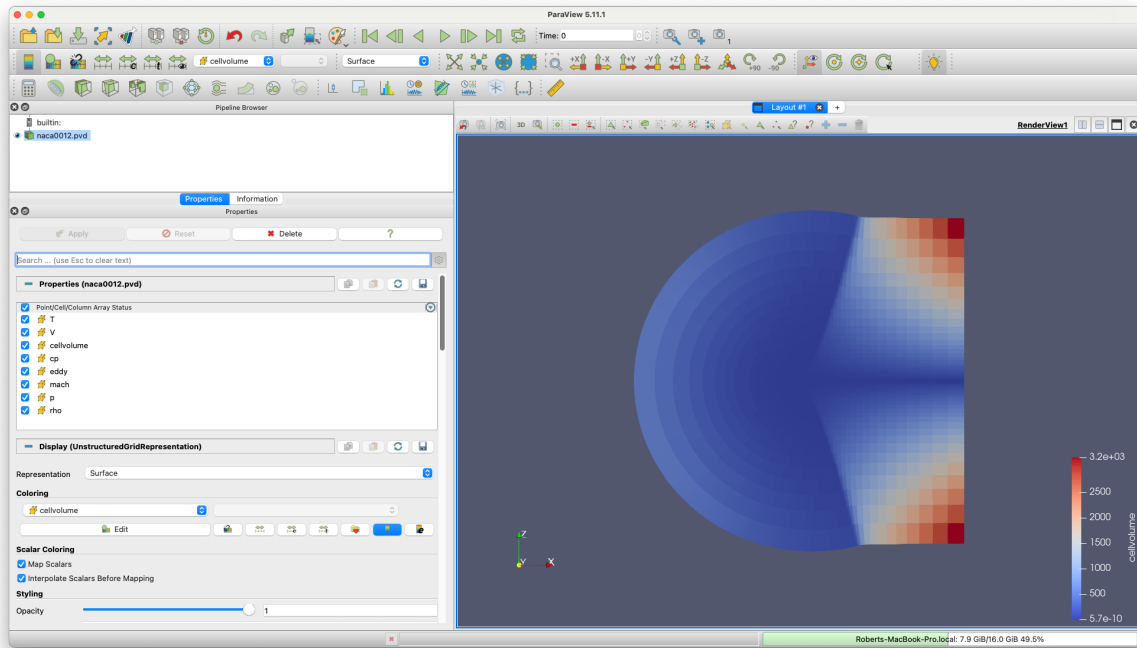 ParaView 5.11.1
Time: 0
1
cellvolume
Surface
+X
-X
+Y
-Y
+Z
-Z
+90
-90
Pipeline Browser
builtin:
naca0012.pvd
Properties
Information
Properties
Apply
Reset
Delete
?
Search ... (use Esc to clear text)
Properties (naca0012.pvd)
Point/Cell/Column Array Status
T
V
cellvolume
cp
eddy
mach
p
rho
Display (UnstructuredGridRepresentation)
Representation
Surface
Coloring
cellvolume
Edit
Scalar Coloring
Map Scalars
Interpolate Scalars Before Mapping
Styling
Opacity
1
Layout #1
+
3D
RenderView1
3.2e+03
2500
2000
1500
1000
500
5.7e-10
cellvolume
Z
Y
X
Roberts-MacBook-Pro.local: 7.9 GiB/16.0 GiB 49.5%